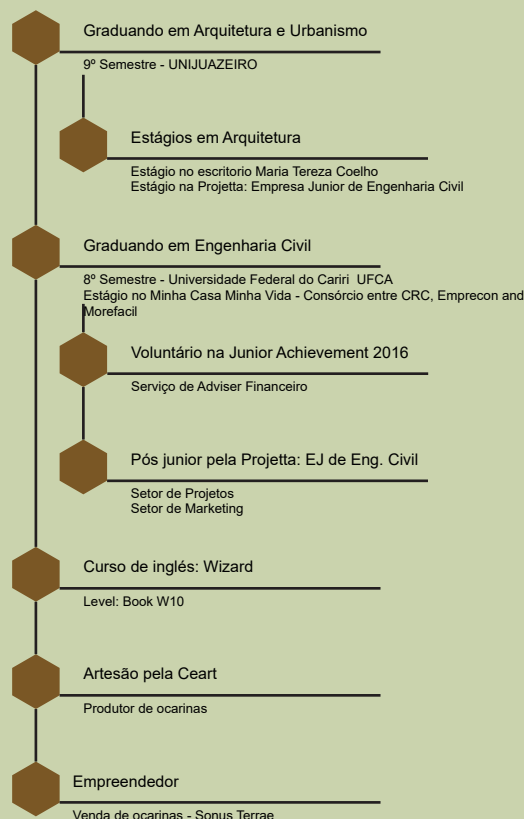 Graduando em Arquitetura e Urbanismo
9º Semestre - UNIJUAZEIRO
Estágios em Arquitetura
Estágio no escritorio Maria Tereza Coelho
Estágio na Projetta: Empresa Junior de Engenharia Civil
Graduando em Engenharia Civil
8º Semestre - Universidade Federal do Cariri  UFCA
Estágio no Minha Casa Minha Vida - Consórcio entre CRC, Emprecon and
Morefacil
Voluntário na Junior Achievement 2016
Serviço de Adviser Financeiro
Pós junior pela Projetta: EJ de Eng. Civil
Setor de Projetos
Setor de Marketing
Curso de inglés: Wizard
Level: Book W10
Artesão pela Ceart
Produtor de ocarinas
Empreendedor
Venda de ocarinas - Sonus Terrae